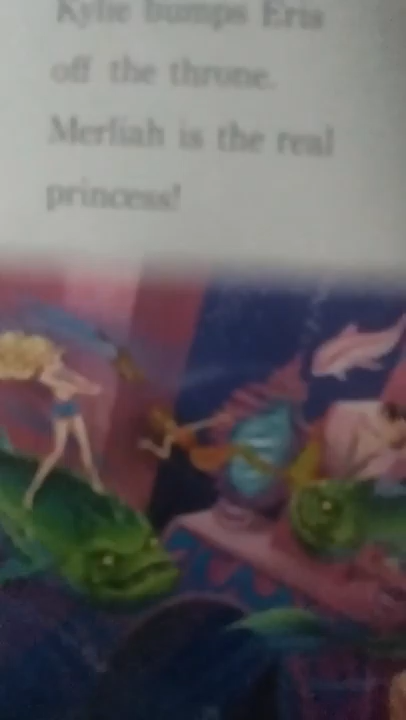 Kylie bumps Eris
off the throne.
Merliah is the real
princess!